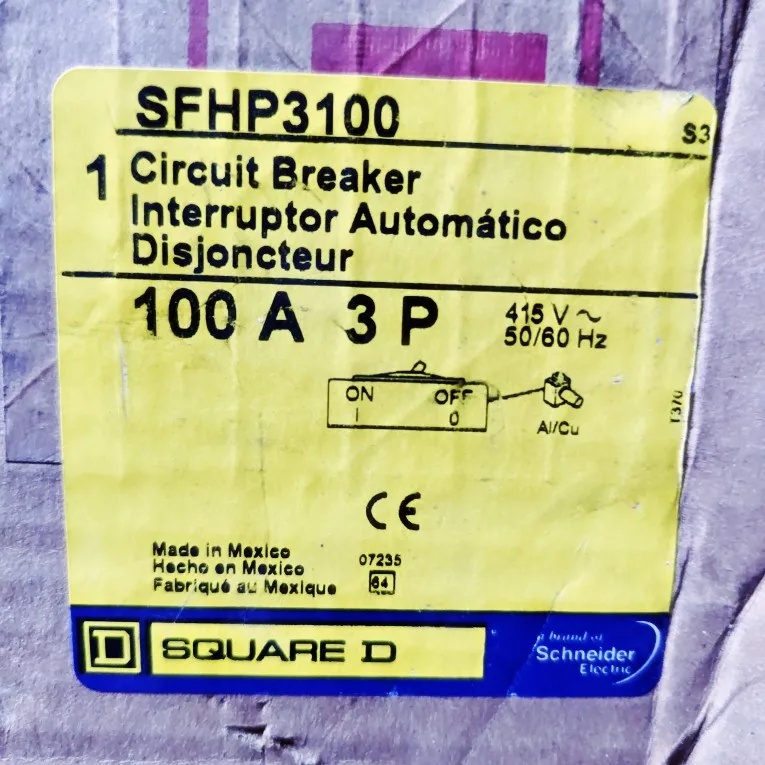 SFHP3100
S3
1 Circuit Breaker
Interruptor Automático
Disjoncteur
100 A 3 P
415 V ~
50/60 Hz
ON OFF
I 0
Al/Cu
Made in Mexico
Hecho en Mexico
Fabriqué au Mexique
07235
64
CE
SQUARE D
a brand of
Schneider
Electric